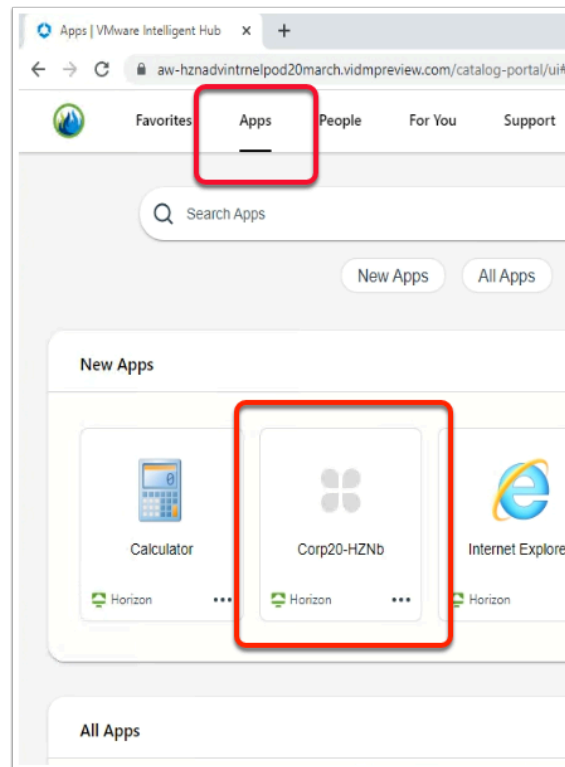 Apps | VMware Intelligent Hub
aw-hznadvintrnelpod20march.vidmpreview.com/catalog-portal/ui#
Favorites Apps People For You Support
Search Apps
New Apps All Apps
New Apps
Calculator Corp20-HZNb Internet Explore
Horizon Horizon Horizon
All Apps